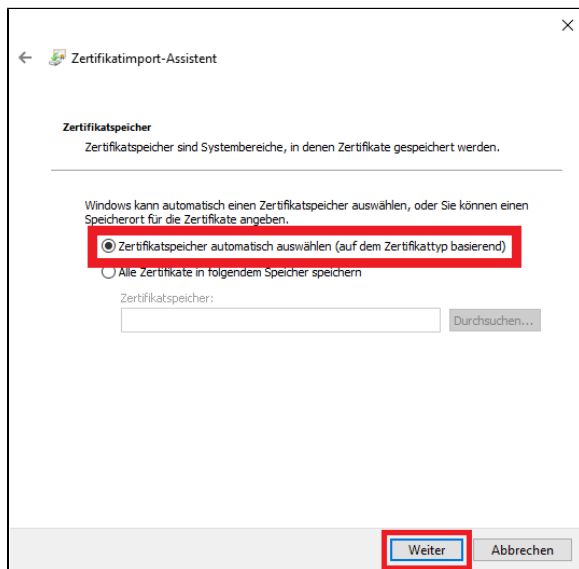 Zertifikatimport-Assistent
Zertifikatspeicher
Zertifikatspeicher sind Systembereiche, in denen Zertifikate gespeichert werden.
Windows kann automatisch einen Zertifikatspeicher auswählen, oder Sie können einen
Speicherort für die Zertifikate angeben.
Zertifikatspeicher automatisch auswählen (auf dem Zertifikattyp basierend)
Alle Zertifikate in folgendem Speicher speichern
Zertifikatspeicher:
Durchsuchen...
Weiter
Abbrechen